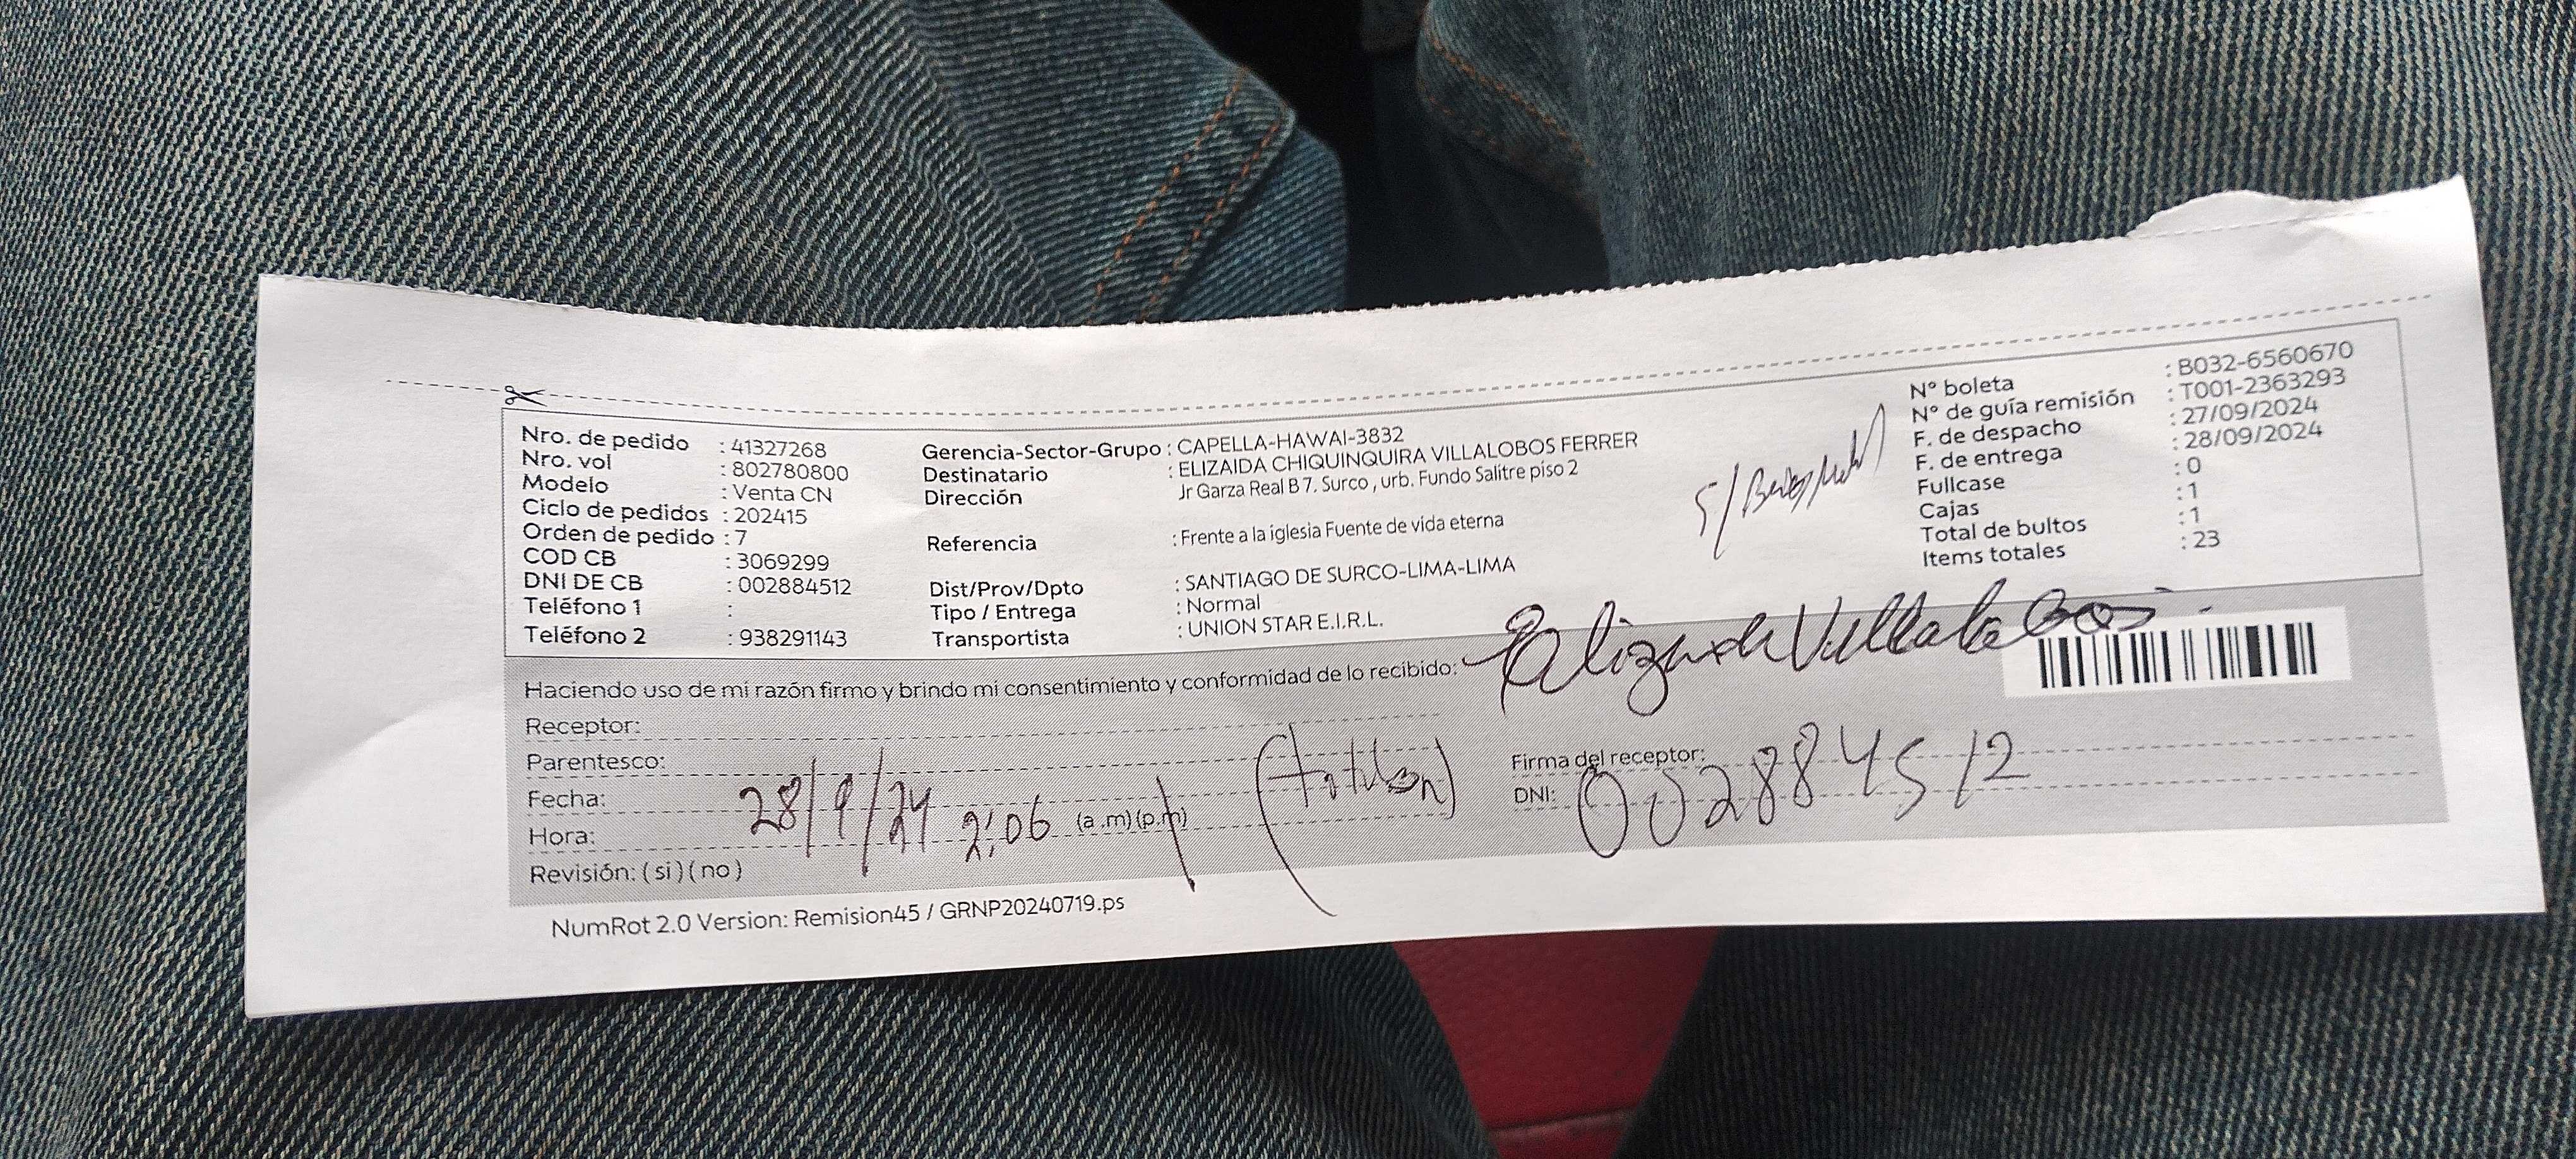 Nro. de pedido : 41327268
Nro. vol : 802780800
Modelo : Venta CN
Ciclo de pedidos : 202415
Orden de pedido : 7
COD CB : 3069299
DNI DE CB : 002884512
Teléfono 1 :
Teléfono 2 : 938291143
Gerencia-Sector-Grupo : CAPELLA-HAWAI-3832
Destinatario : ELIZAIDA CHIQUINQUIRA VILLALOBOS FERRER
Dirección Jr Garza Real B 7. Surco , urb. Fundo Salitre piso 2
Referencia : Frente a la iglesia Fuente de vida eterna
Dist/Prov/Dpto : SANTIAGO DE SURCO-LIMA-LIMA
Tipo / Entrega : Normal
Transportista : UNION STAR E.I.R.L.
N° boleta : B032-6560670
N° de guía remisión : T001-2363293
F. de despacho : 27/09/2024
F. de entrega : 28/09/2024
Fullcase : 0
Cajas : 1
Total de bultos : 1
Items totales : 23
Haciendo uso de mi razón firmo y brindo mi consentimiento y conformidad de lo recibido:
Receptor:
Parentesco:
Fecha: 28/9/24
Hora: 2:06 (a.m)(p.m)
Revisión: (si)(no)
Villalobos
Firma del receptor:
DNI: 002884512
NumRot 2.0 Version: Remision45 / GRNP20240719.ps